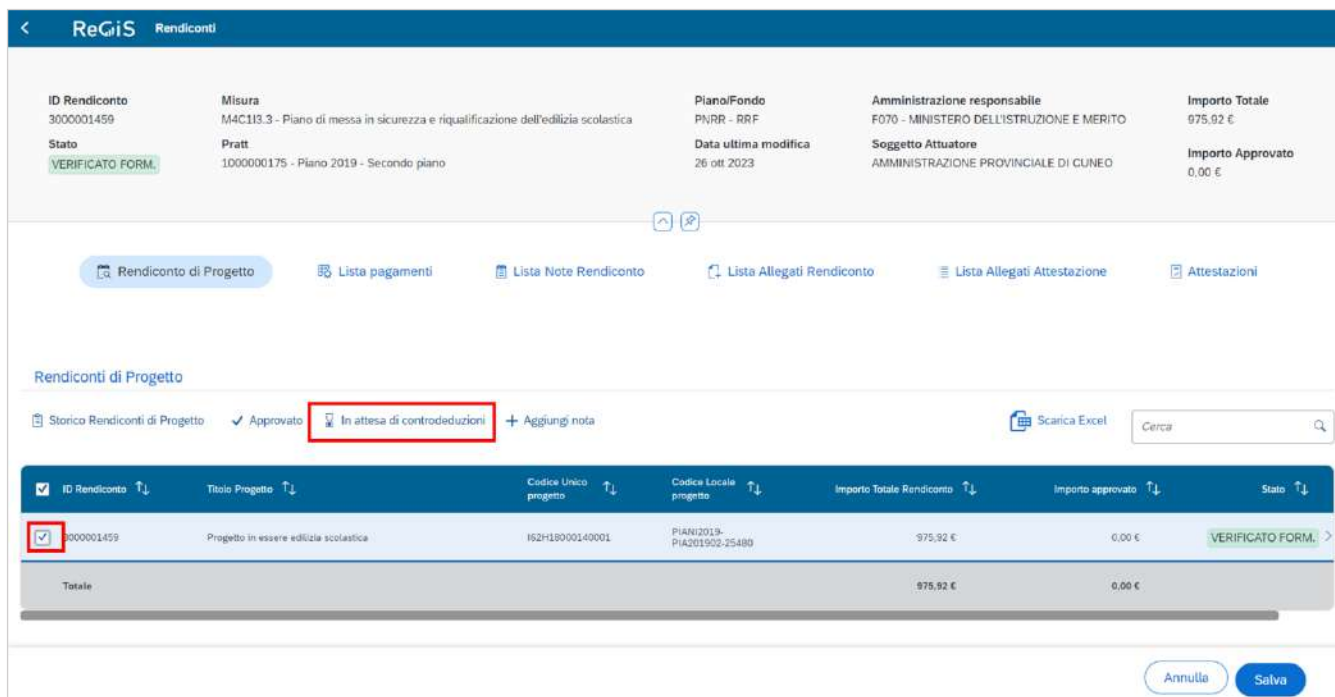 ReGiS Rendiconti
ID Rendiconto Misura Piano/Fondo Amministrazione responsabile Importo Totale
3000001459 M4C1I3.3 - Piano di messa in sicurezza e riqualificazione dell'edilizia scolastica PNRR - RRF F070 - MINISTERO DELL'ISTRUZIONE E MERITO 975,92 €
Stato Pratt Data ultima modifica Soggetto Attuatore Importo Approvato
VERIFICATO FORM. 1000000175 - Piano 2019 - Secondo piano 26 ott 2023 AMMINISTRAZIONE PROVINCIALE DI CUNEO 0,00 €
Rendiconto di Progetto Lista pagamenti Lista Note Rendiconto Lista Allegati Rendiconto Lista Allegati Attestazione Attestazioni
Rendiconti di Progetto
Storico Rendiconti di Progetto Approvato In attesa di controdeduzioni + Aggiungi nota Scarica Excel Cerca
ID Rendiconto Titolo Progetto Codice Unico progetto Codice Locale progetto Importo Totale Rendiconto Importo approvato Stato
3000001459 Progetto in essere edilizia scolastica I62H18000140001 PIANI2019-PIA201902-25480 975,92 € 0,00 € VERIFICATO FORM.
Totale 975,92 € 0,00 €
Annulla Salva